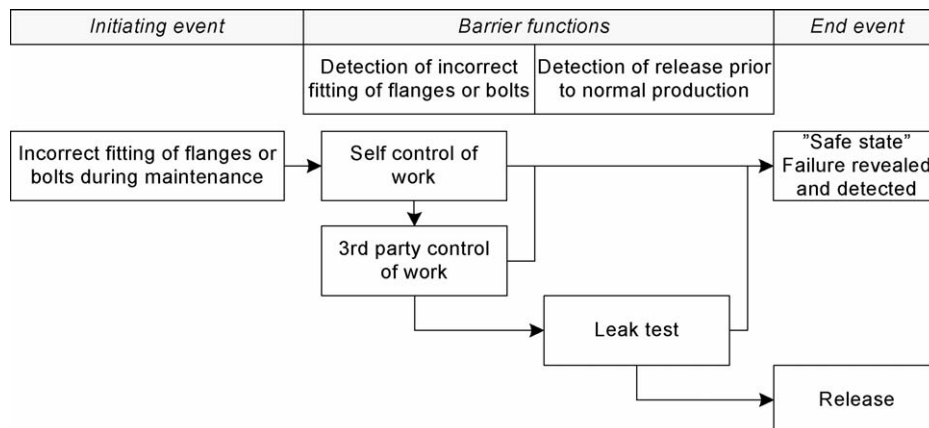 Initiating event
Barrier functions
End event
Detection of incorrect
fitting of flanges or bolts
Detection of release prior
to normal production
Incorrect fitting of flanges or
bolts during maintenance
Self control of
work
"Safe state"
Failure revealed
and detected
3rd party control
of work
Leak test
Release